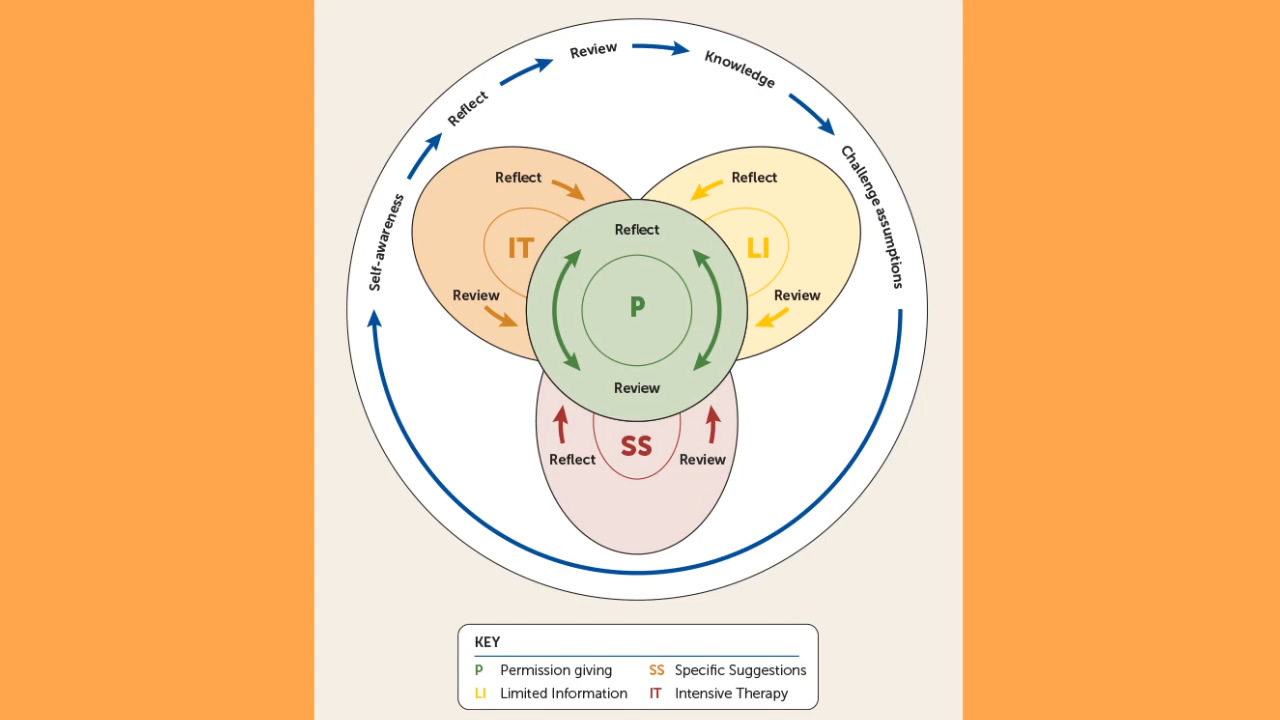 Self-awareness
Reflect
Review
Knowledge
Challenge assumptions
Reflect
IT
Review
Reflect
LI
Review
Reflect
P
Review
SS
Reflect
Review
KEY
P Permission giving
SS Specific Suggestions
LI Limited Information
IT Intensive Therapy